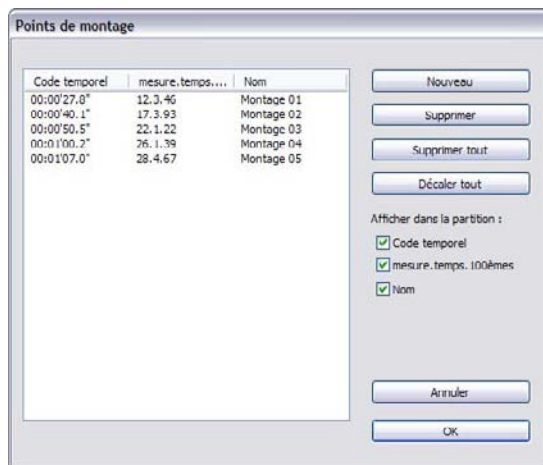 Points de montage
Code temporel mesure.temps.... Nom
00:00'27.8" 12.3.46 Montage 01
00:00'40.1" 17.3.93 Montage 02
00:00'50.5" 22.1.22 Montage 03
00:01'00.2" 26.1.39 Montage 04
00:01'07.0" 28.4.67 Montage 05
Nouveau
Supprimer
Supprimer tout
Décaler tout
Afficher dans la partition :
Code temporel
mesure.temps.100èmes
Nom
Annuler
OK